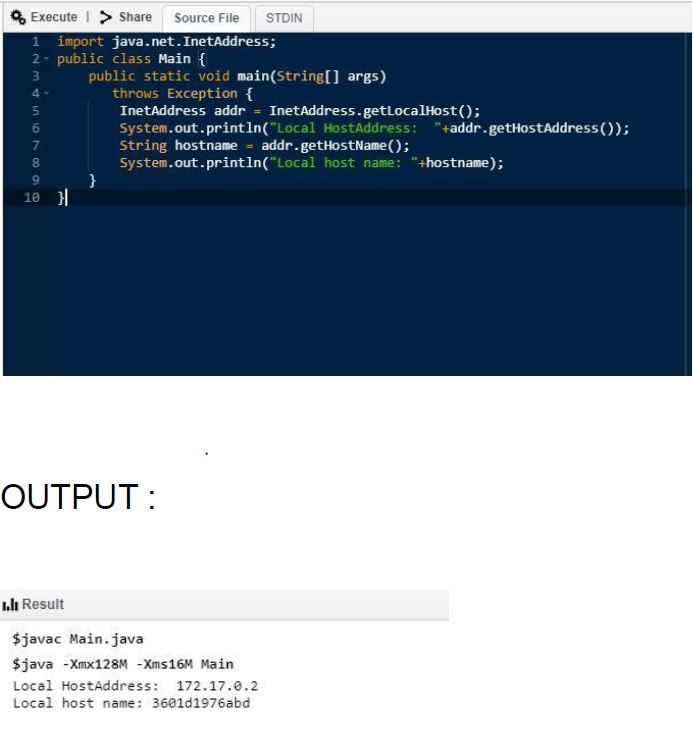 Execute | Share Source File STDIN
1 import java.net.InetAddress;
2 public class Main {
3 public static void main(String[] args)
4 throws Exception {
5 InetAddress addr = InetAddress.getLocalHost();
6 System.out.println("Local HostAddress:  "+addr.getHostAddress());
7 String hostname = addr.getHostName();
8 System.out.println("Local host name: "+hostname);
9 }
10 }
OUTPUT :
Result
$javac Main.java
$java -Xmx128M -Xms16M Main
Local HostAddress:  172.17.0.2
Local host name: 3601d1976abd